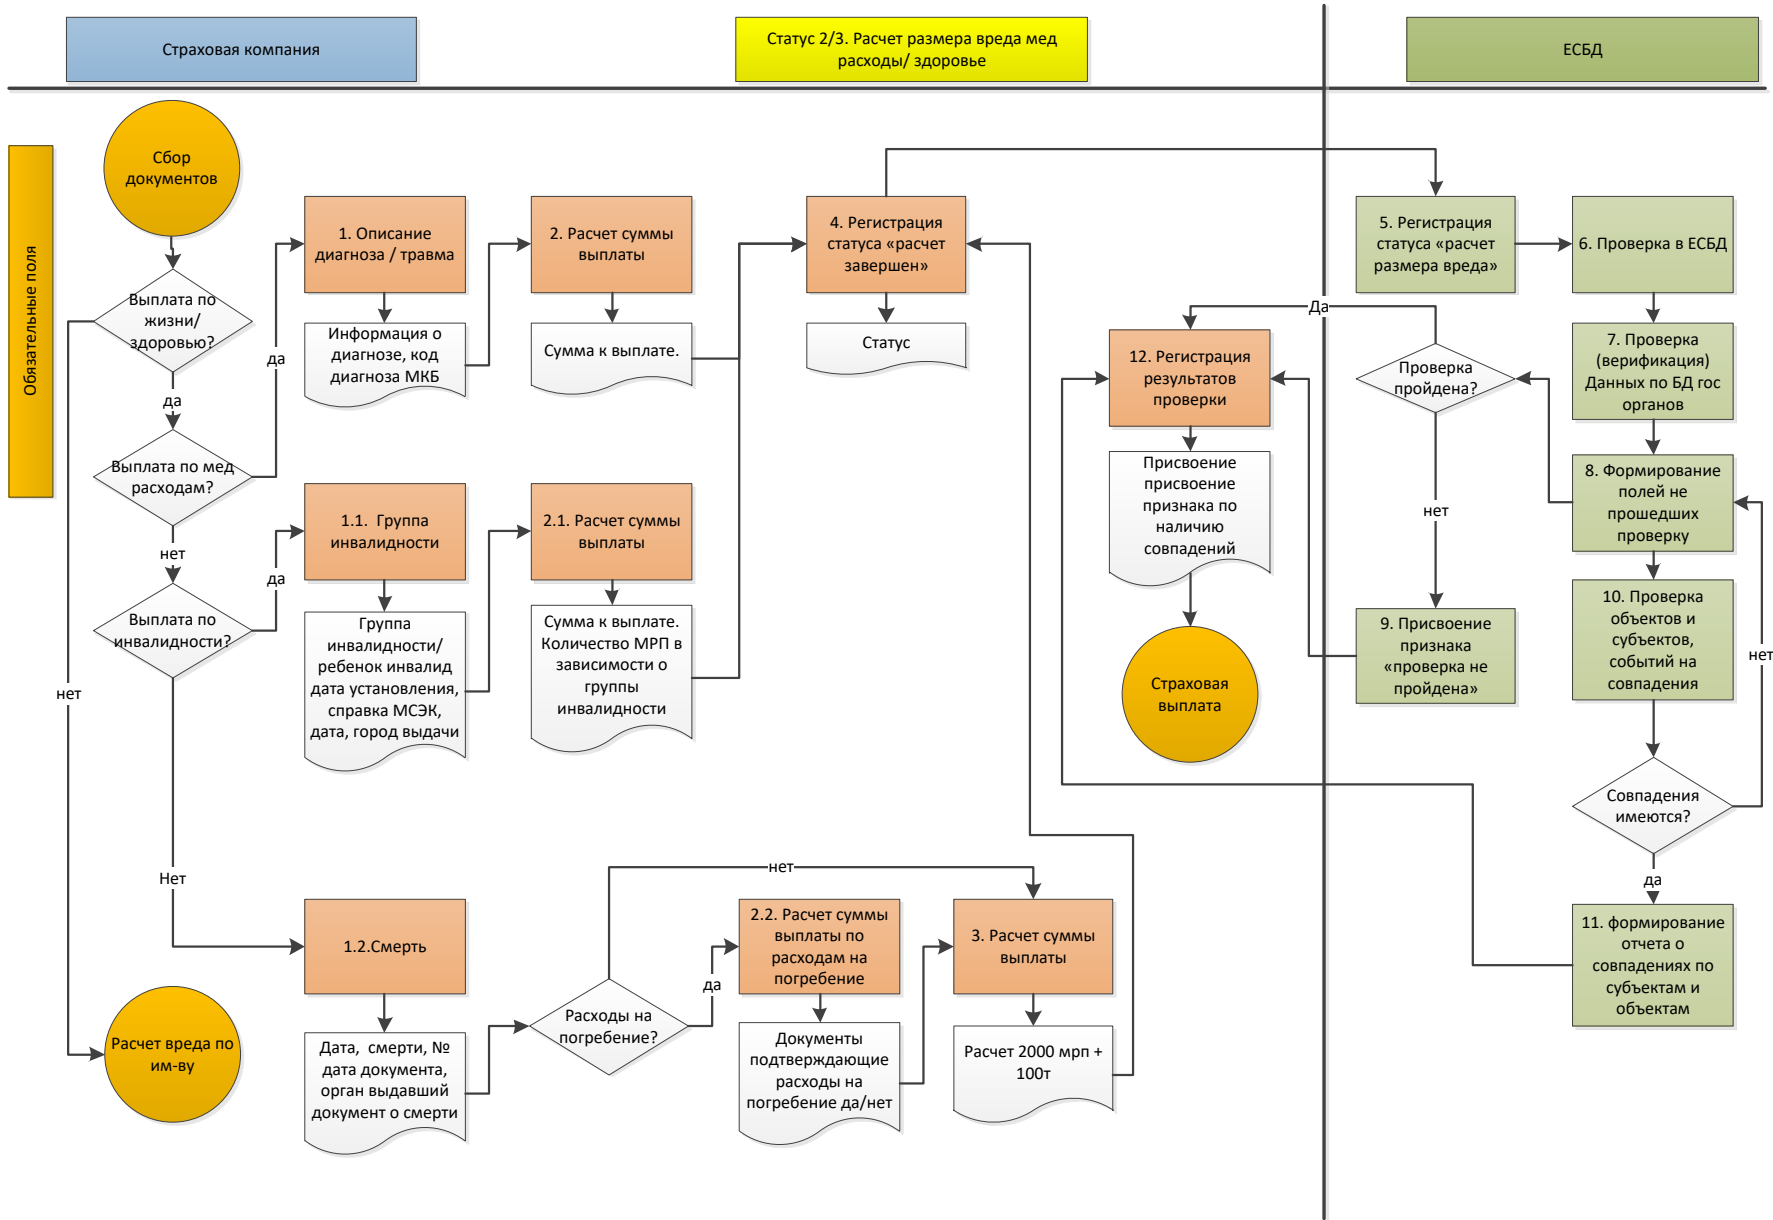 Страховая компания
Статус 2/3. Расчет размера вреда мед
расходы/ здоровье
ЕСБД
Обязательные поля
Сбор
документов
Выплата по
жизни/
здоровью?
да
нет
Выплата по мед
расходам?
да
нет
Выплата по
инвалидности?
да
Нет
Расчет вреда по
им-ву
1. Описание
диагноза / травма
Информация о
диагнозе, код
диагноза МКБ
2. Расчет суммы
выплаты
Сумма к выплате.
1.1. Группа
инвалидности
Группа
инвалидности/
ребенок инвалид
дата установления,
справка МСЭК,
дата, город выдачи
2.1. Расчет суммы
выплаты
Сумма к выплате.
Количество МРП в
зависимости о
группы
инвалидности
1.2.Смерть
Дата, смерти, №
дата документа,
орган выдавший
документ о смерти
Расходы на
погребение?
нет
да
2.2. Расчет суммы
выплаты по
расходам на
погребение
Документы
подтверждающие
расходы на
погребение да/нет
3. Расчет суммы
выплаты
Расчет 2000 мрп +
100т
4. Регистрация
статуса «расчет
завершен»
Статус
5. Регистрация
статуса «расчет
размера вреда»
6. Проверка в ЕСБД
7. Проверка
(верификация)
Данных по БД гос
органов
8. Формирование
полей не
прошедших
проверку
Проверка
пройдена?
Да
нет
9. Присвоение
признака
«проверка не
пройдена»
10. Проверка
объектов и
субъектов,
событий на
совпадения
Совпадения
имеются?
нет
да
11. формирование
отчета о
совпадениях по
субъектам и
объектам
12. Регистрация
результатов
проверки
Присвоение
присвоение
признака по
наличию
совпадений
Страховая
выплата